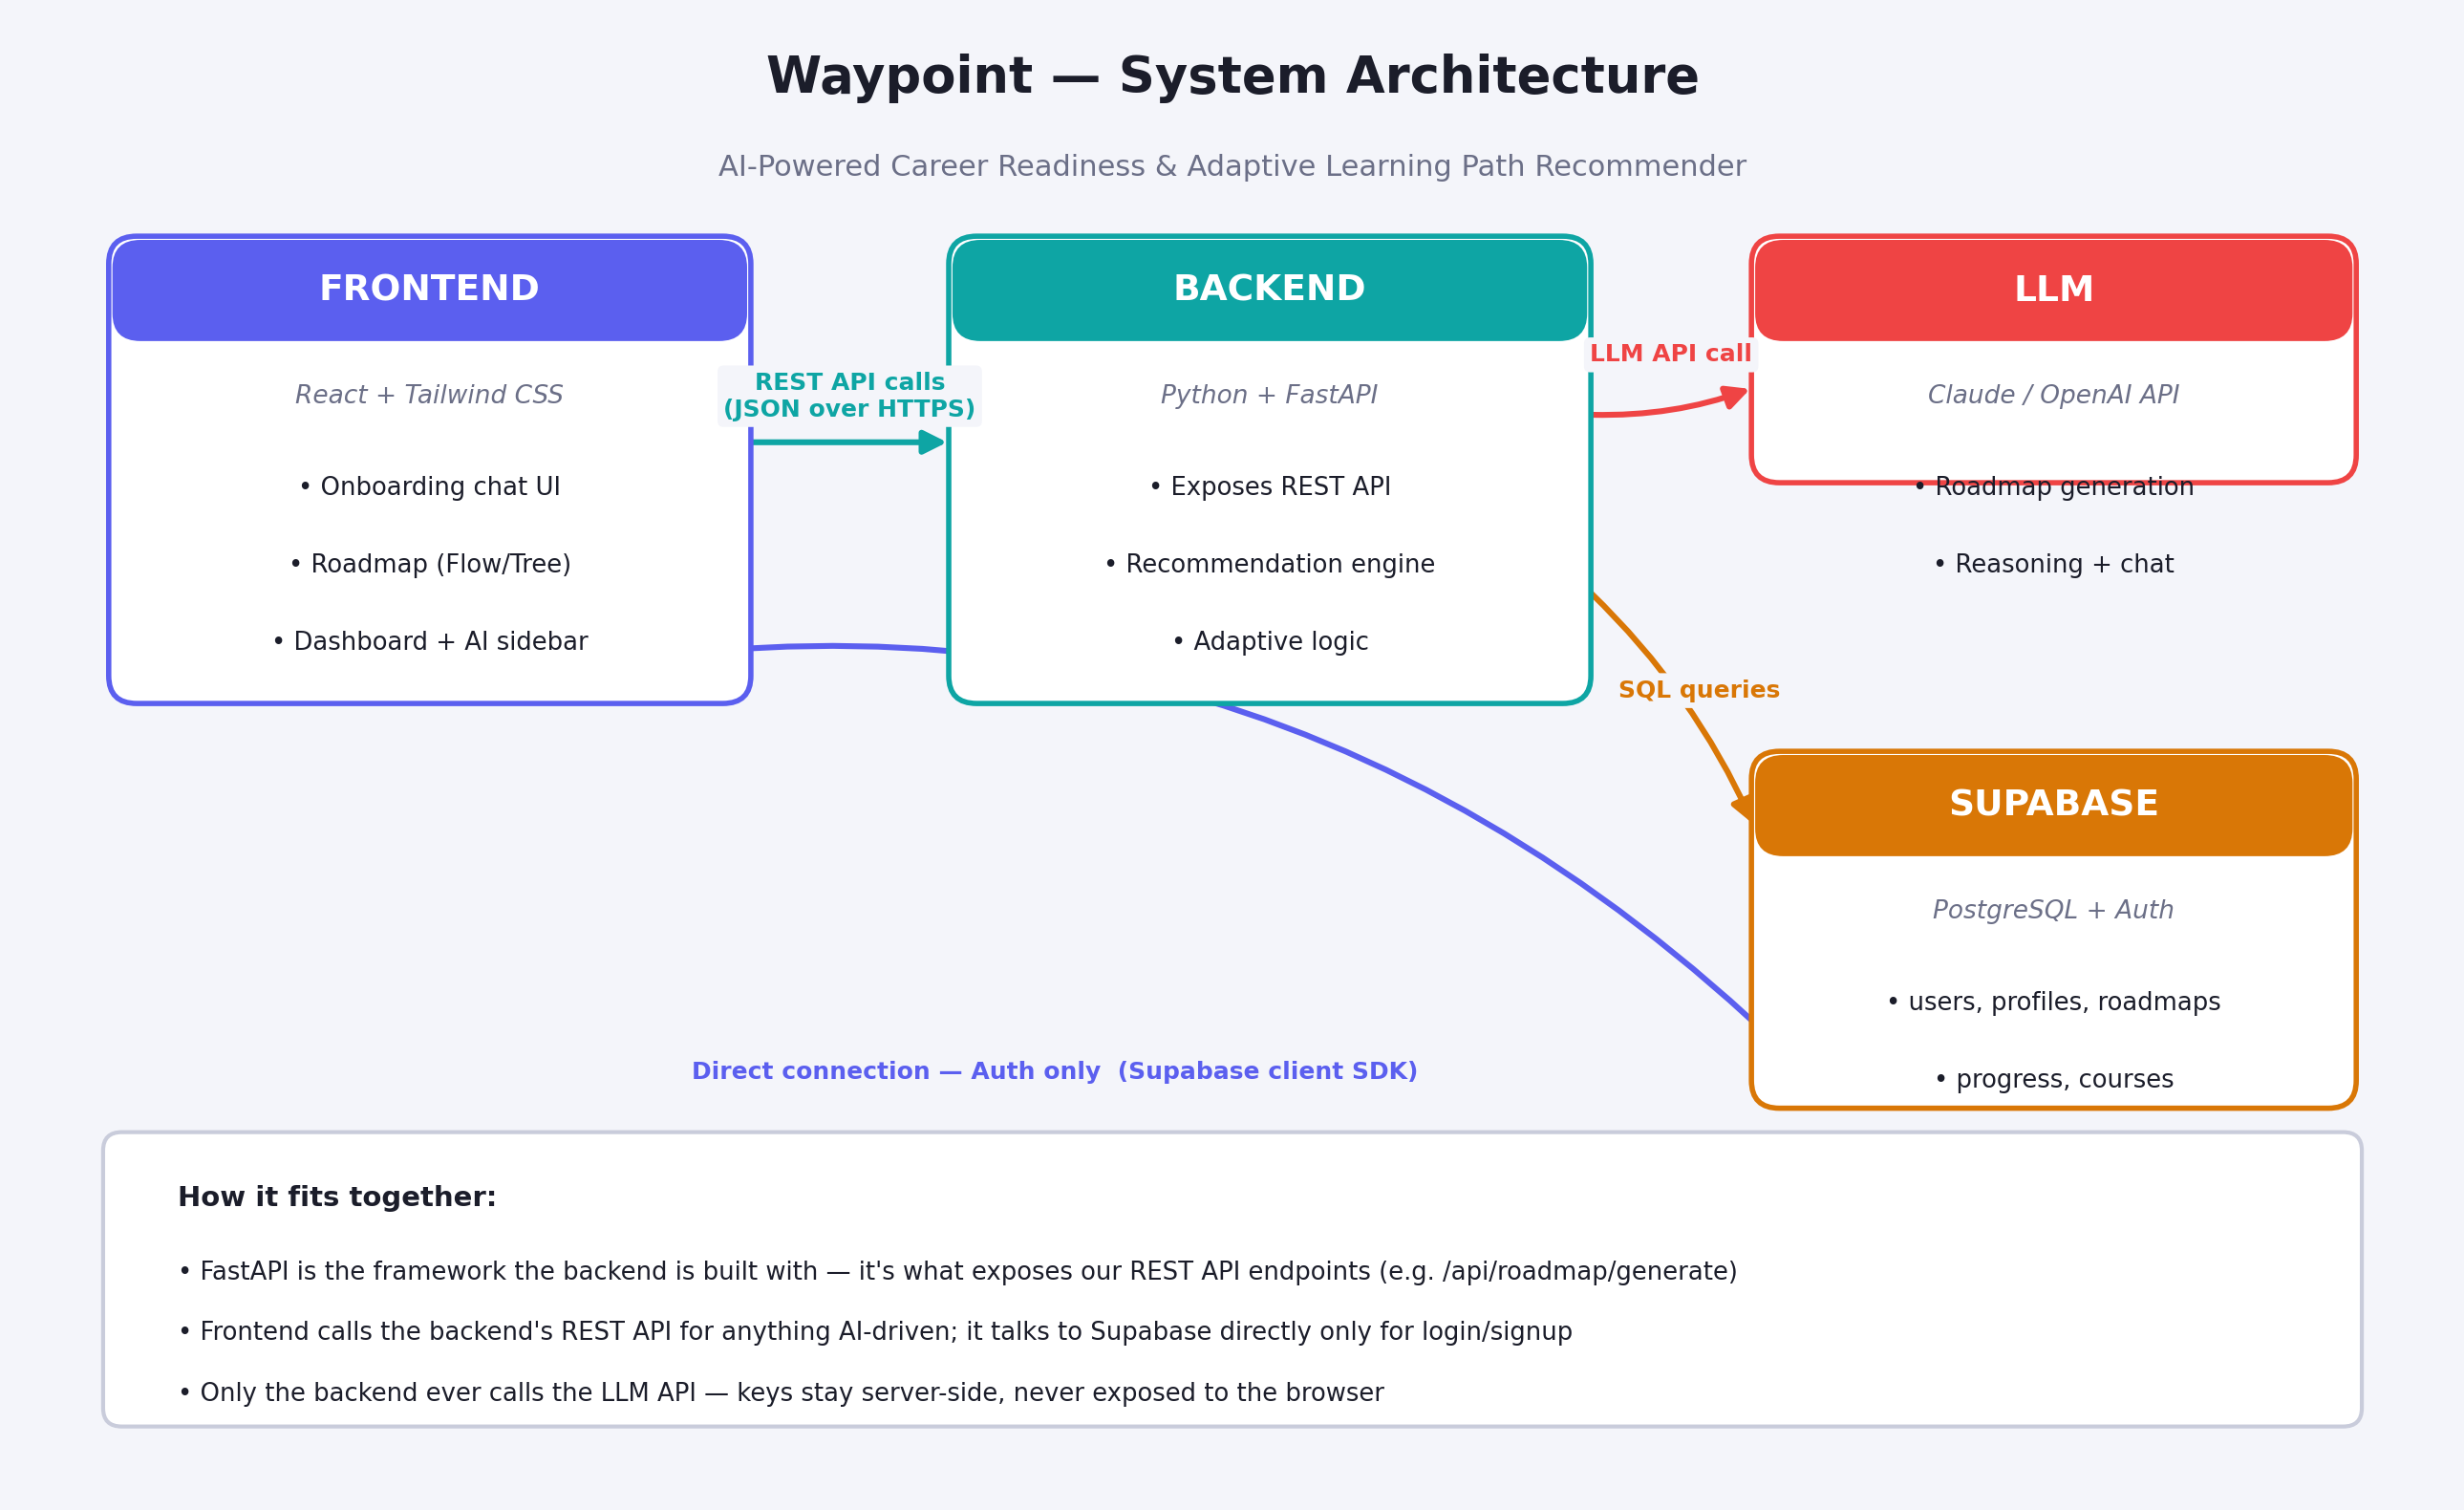 Waypoint — System Architecture
AI-Powered Career Readiness & Adaptive Learning Path Recommender
FRONTEND
React + Tailwind CSS
• Onboarding chat UI
• Roadmap (Flow/Tree)
• Dashboard + AI sidebar
REST API calls
(JSON over HTTPS)
BACKEND
Python + FastAPI
• Exposes REST API
• Recommendation engine
• Adaptive logic
LLM API call
LLM
Claude / OpenAI API
• Roadmap generation
• Reasoning + chat
SQL queries
SUPABASE
PostgreSQL + Auth
• users, profiles, roadmaps
• progress, courses
Direct connection — Auth only (Supabase client SDK)
How it fits together:
• FastAPI is the framework the backend is built with — it's what exposes our REST API endpoints (e.g. /api/roadmap/generate)
• Frontend calls the backend's REST API for anything AI-driven; it talks to Supabase directly only for login/signup
• Only the backend ever calls the LLM API — keys stay server-side, never exposed to the browser